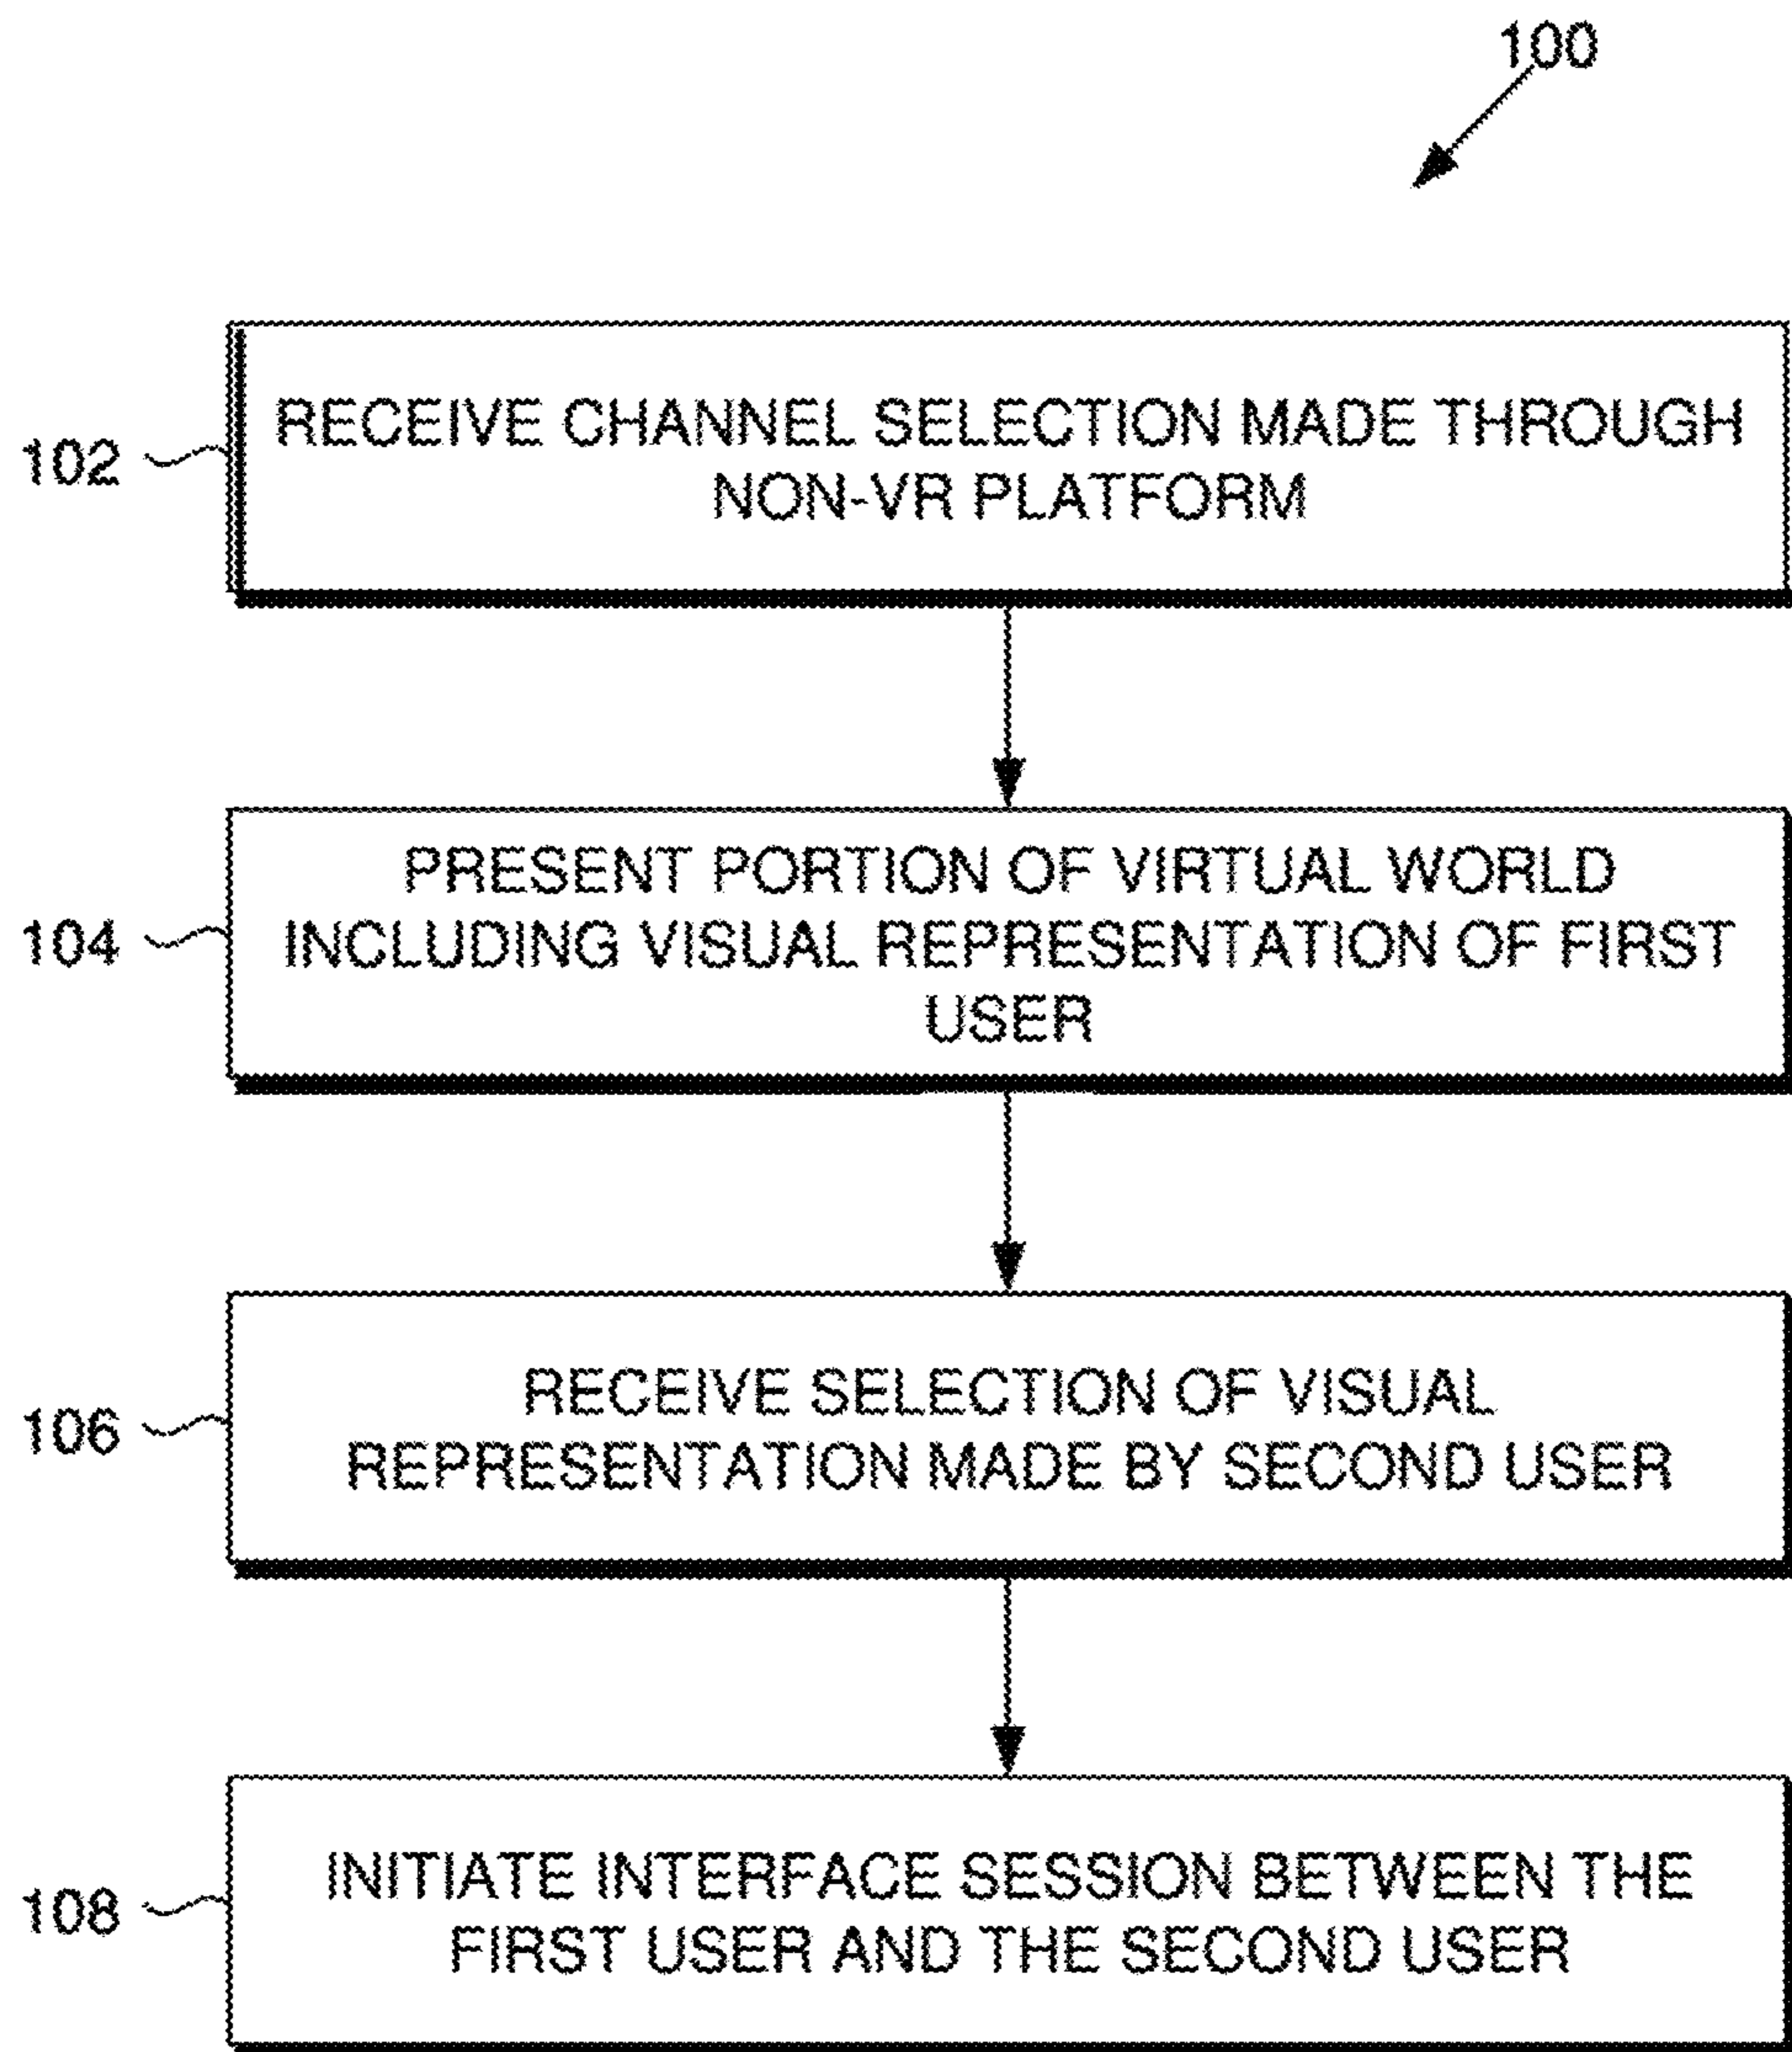 100
102
RECEIVE CHANNEL SELECTION MADE THROUGH
NON-VR PLATFORM
104
PRESENT PORTION OF VIRTUAL WORLD
INCLUDING VISUAL REPRESENTATION OF FIRST
USER
106
RECEIVE SELECTION OF VISUAL
REPRESENTATION MADE BY SECOND USER
108
INITIATE INTERFACE SESSION BETWEEN THE
FIRST USER AND THE SECOND USER